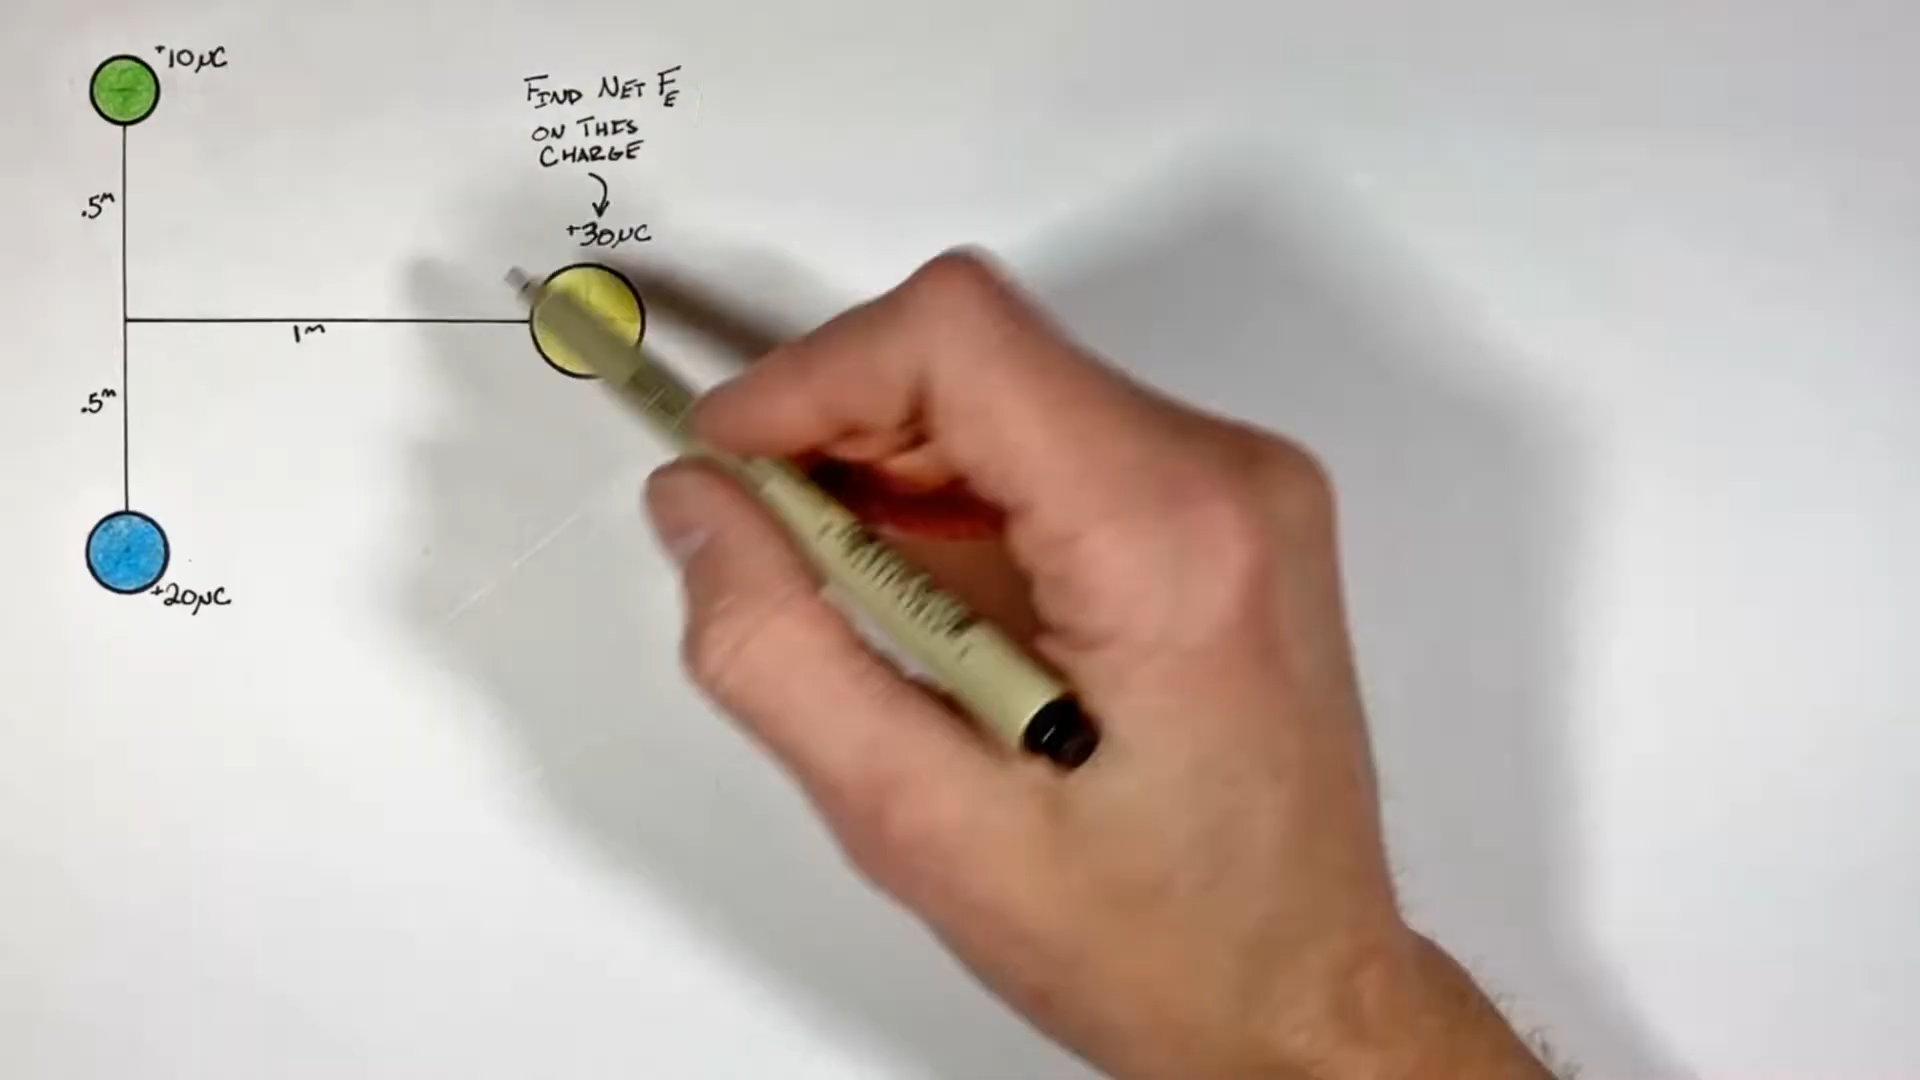 +10μC
FIND NET FE
ON THIS
CHARGE
+30μC
.5m
1m
.5m
+20μC